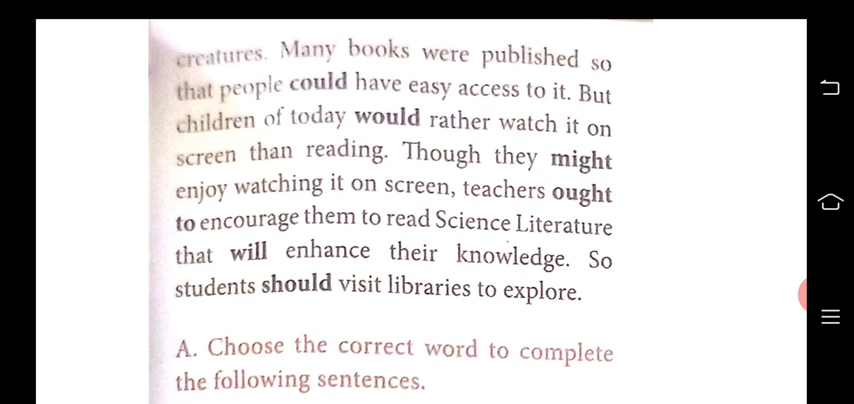 creatures. Many books were published so
that people could have easy access to it. But
children of today would rather watch it on
screen than reading. Though they might
enjoy watching it on screen, teachers ought
to encourage them to read Science Literature
that will enhance their knowledge. So
students should visit libraries to explore.
A. Choose the correct word to complete
the following sentences.